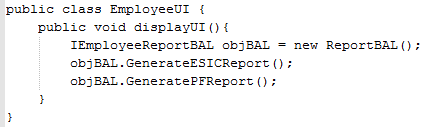 public class EmployeeUI {
    public void displayUI(){
        IEmployeeReportBAL objBAL = new ReportBAL();
        objBAL.GenerateESICReport();
        objBAL.GeneratePFReport();
    }
}